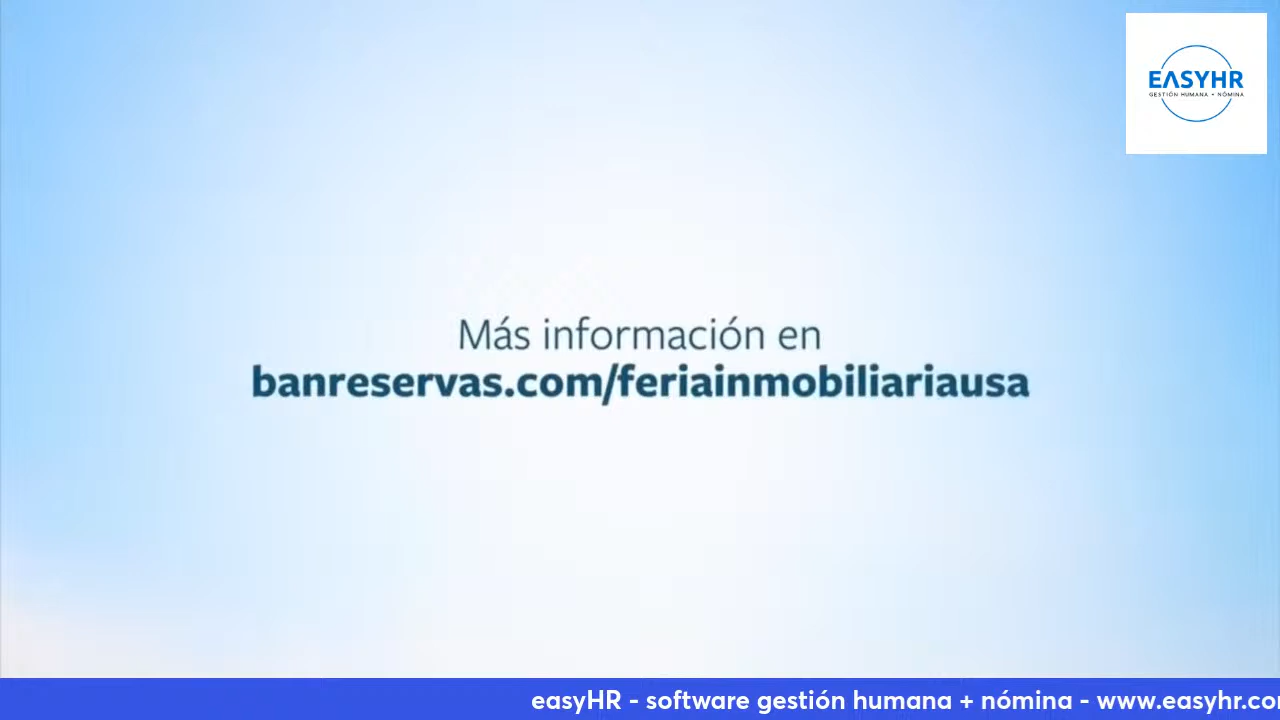 EASYHR
GESTIÓN HUMANA + NÓMINA
Más información en
banreservas.com/feriainmobiliariausa
easyHR - software gestión humana + nómina - www.easyhr.co